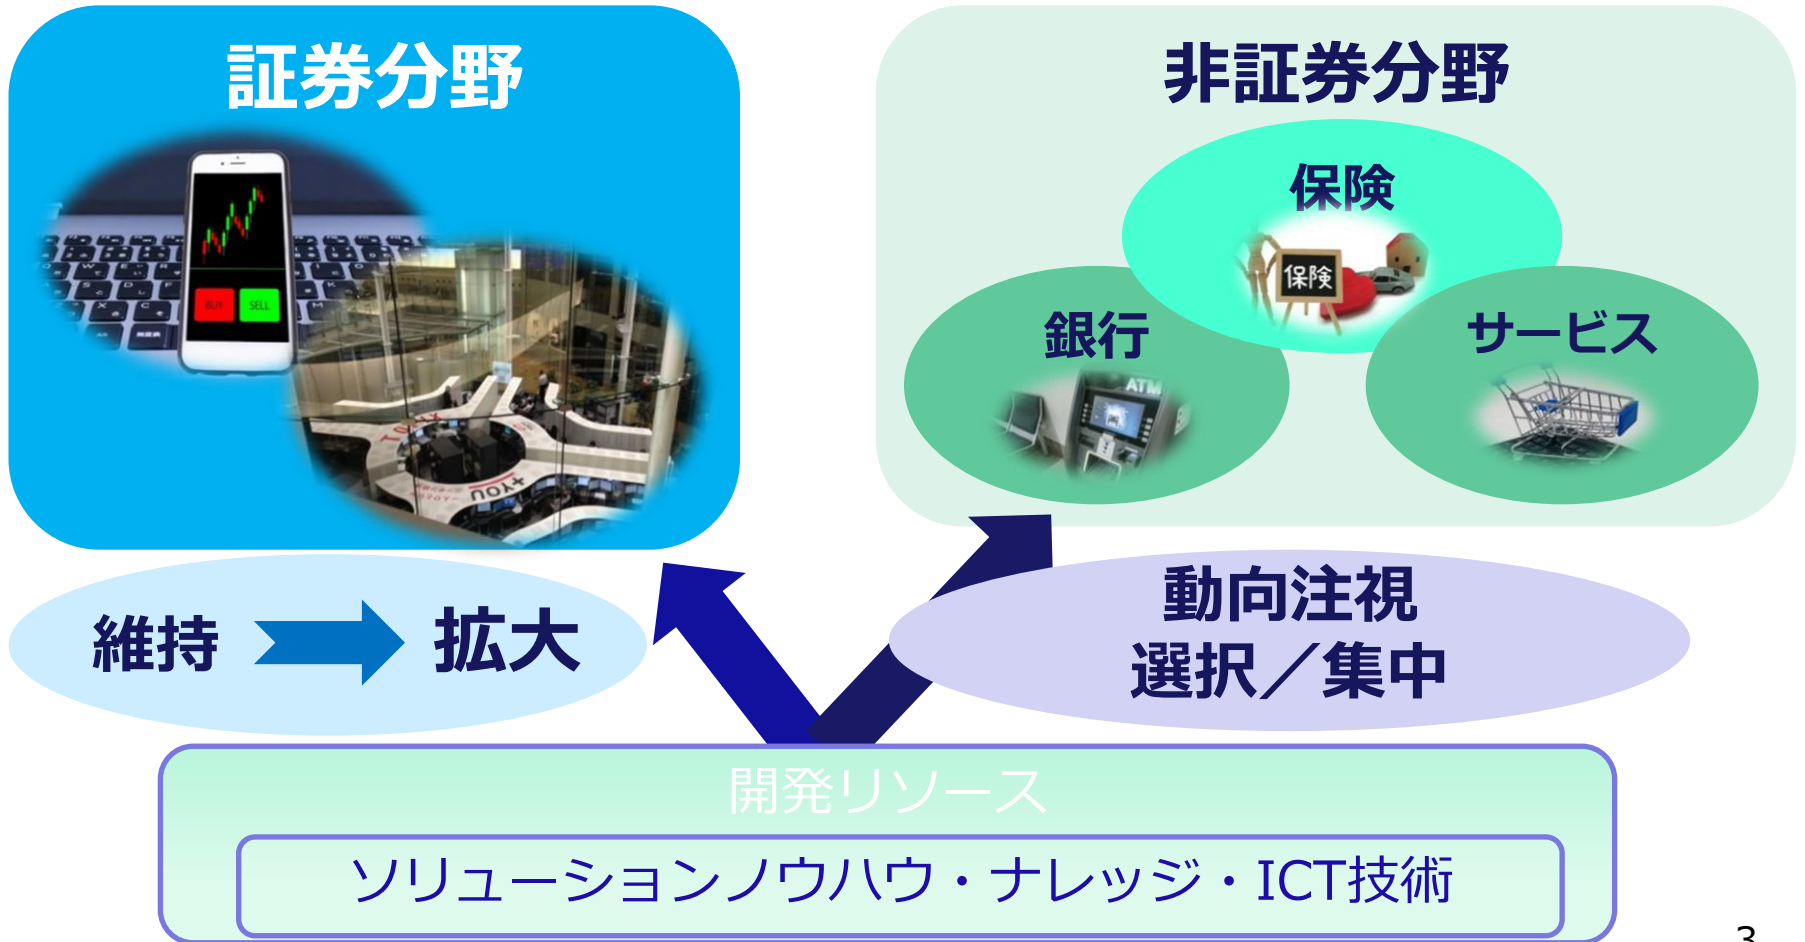 証券分野
BUY
SELL
TOPIX
+YOU
非証券分野
保険
保険
銀行
ATM
サービス
維持
拡大
動向注視
選択／集中
開発リソース
ソリューションノウハウ・ナレッジ・ICT技術
3